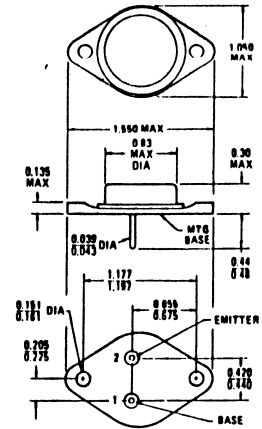 1.050
MAX
1.550 MAX
0.83
MAX
DIA
0.30
MAX
0.135
MAX
0.039
0.043
DIA
MTG
BASE
0.44
0.48
1.177
1.197
0.151
0.161
DIA
0.655
0.675
EMITTER
0.205
0.225
2
1
0.420
0.440
BASE